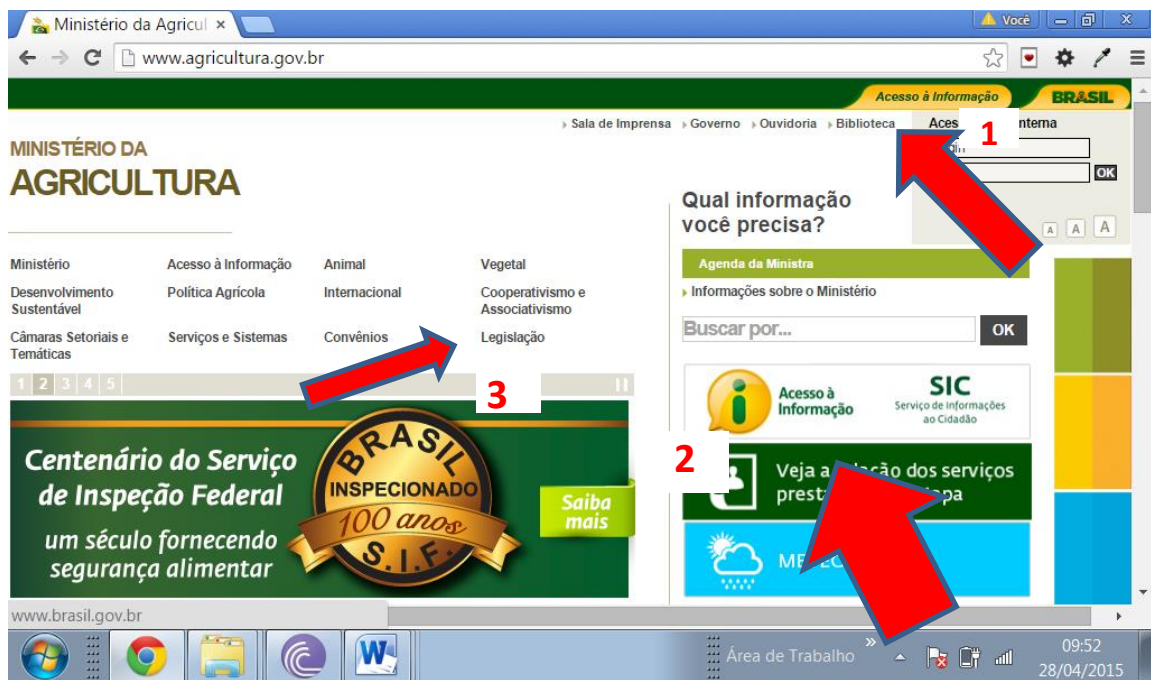 Ministério da Agricul ×
Você
www.agricultura.gov.br
Acesso à Informação
BRASIL
Sala de Imprensa
Governo
Ouvidoria
Biblioteca
1
MINISTÉRIO DA
AGRICULTURA
OK
Qual informação
você precisa?
A A A
Ministério
Acesso à Informação
Animal
Vegetal
Desenvolvimento
Sustentável
Política Agrícola
Internacional
Cooperativismo e
Associativismo
Câmaras Setoriais e
Temáticas
Serviços e Sistemas
Convênios
Legislação
Agenda da Ministra
Informações sobre o Ministério
Buscar por...
OK
1 2 3 4 5
3
Acesso à
Informação
SIC
Serviço de Informações
ao Cidadão
2
Veja a dos serviços
Centenário do Serviço
de Inspeção Federal
um século fornecendo
segurança alimentar
BRASIL
INSPECIONADO
100 anos
S.I.F.
Saiba
mais
www.brasil.gov.br
W
Área de Trabalho
»
09:52
28/04/2015